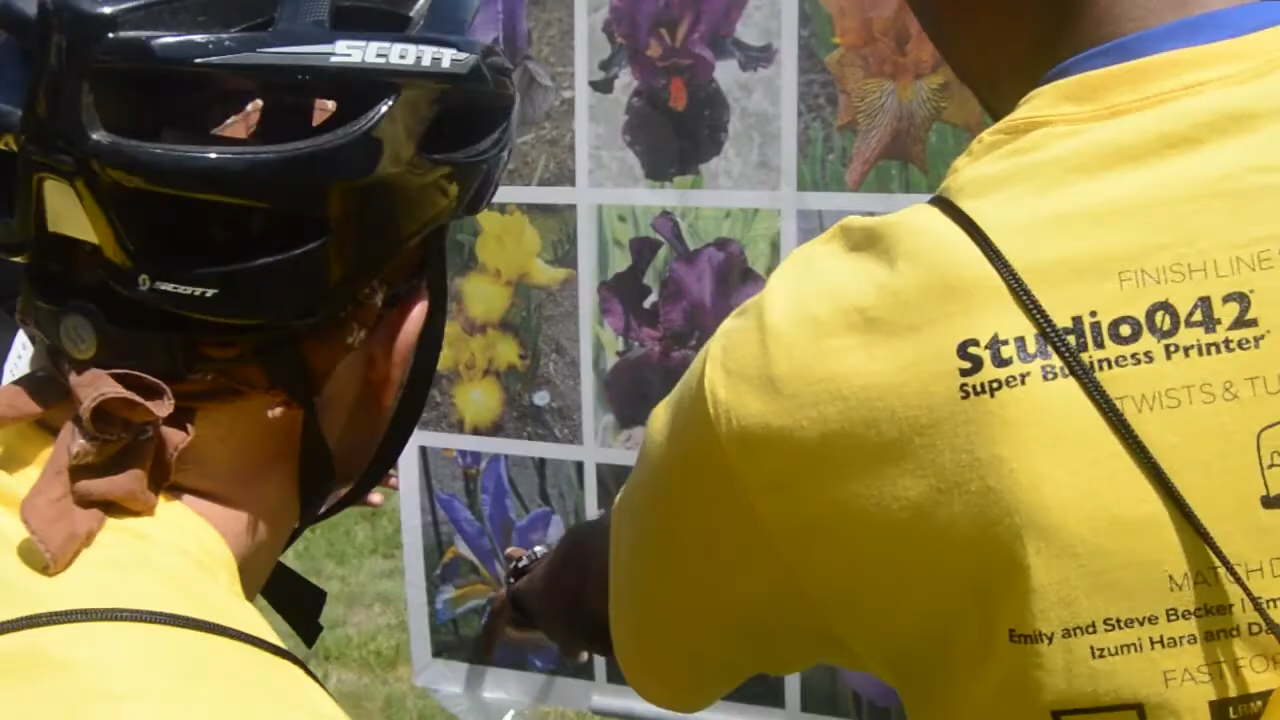 SCOTT
SCOTT
FINISH LINE
Studio042
Super Business Printer
TWISTS & TU
MATCH D
Emily and Steve Becker | Em
Izumi Hara and Da
FAST FO
LRM